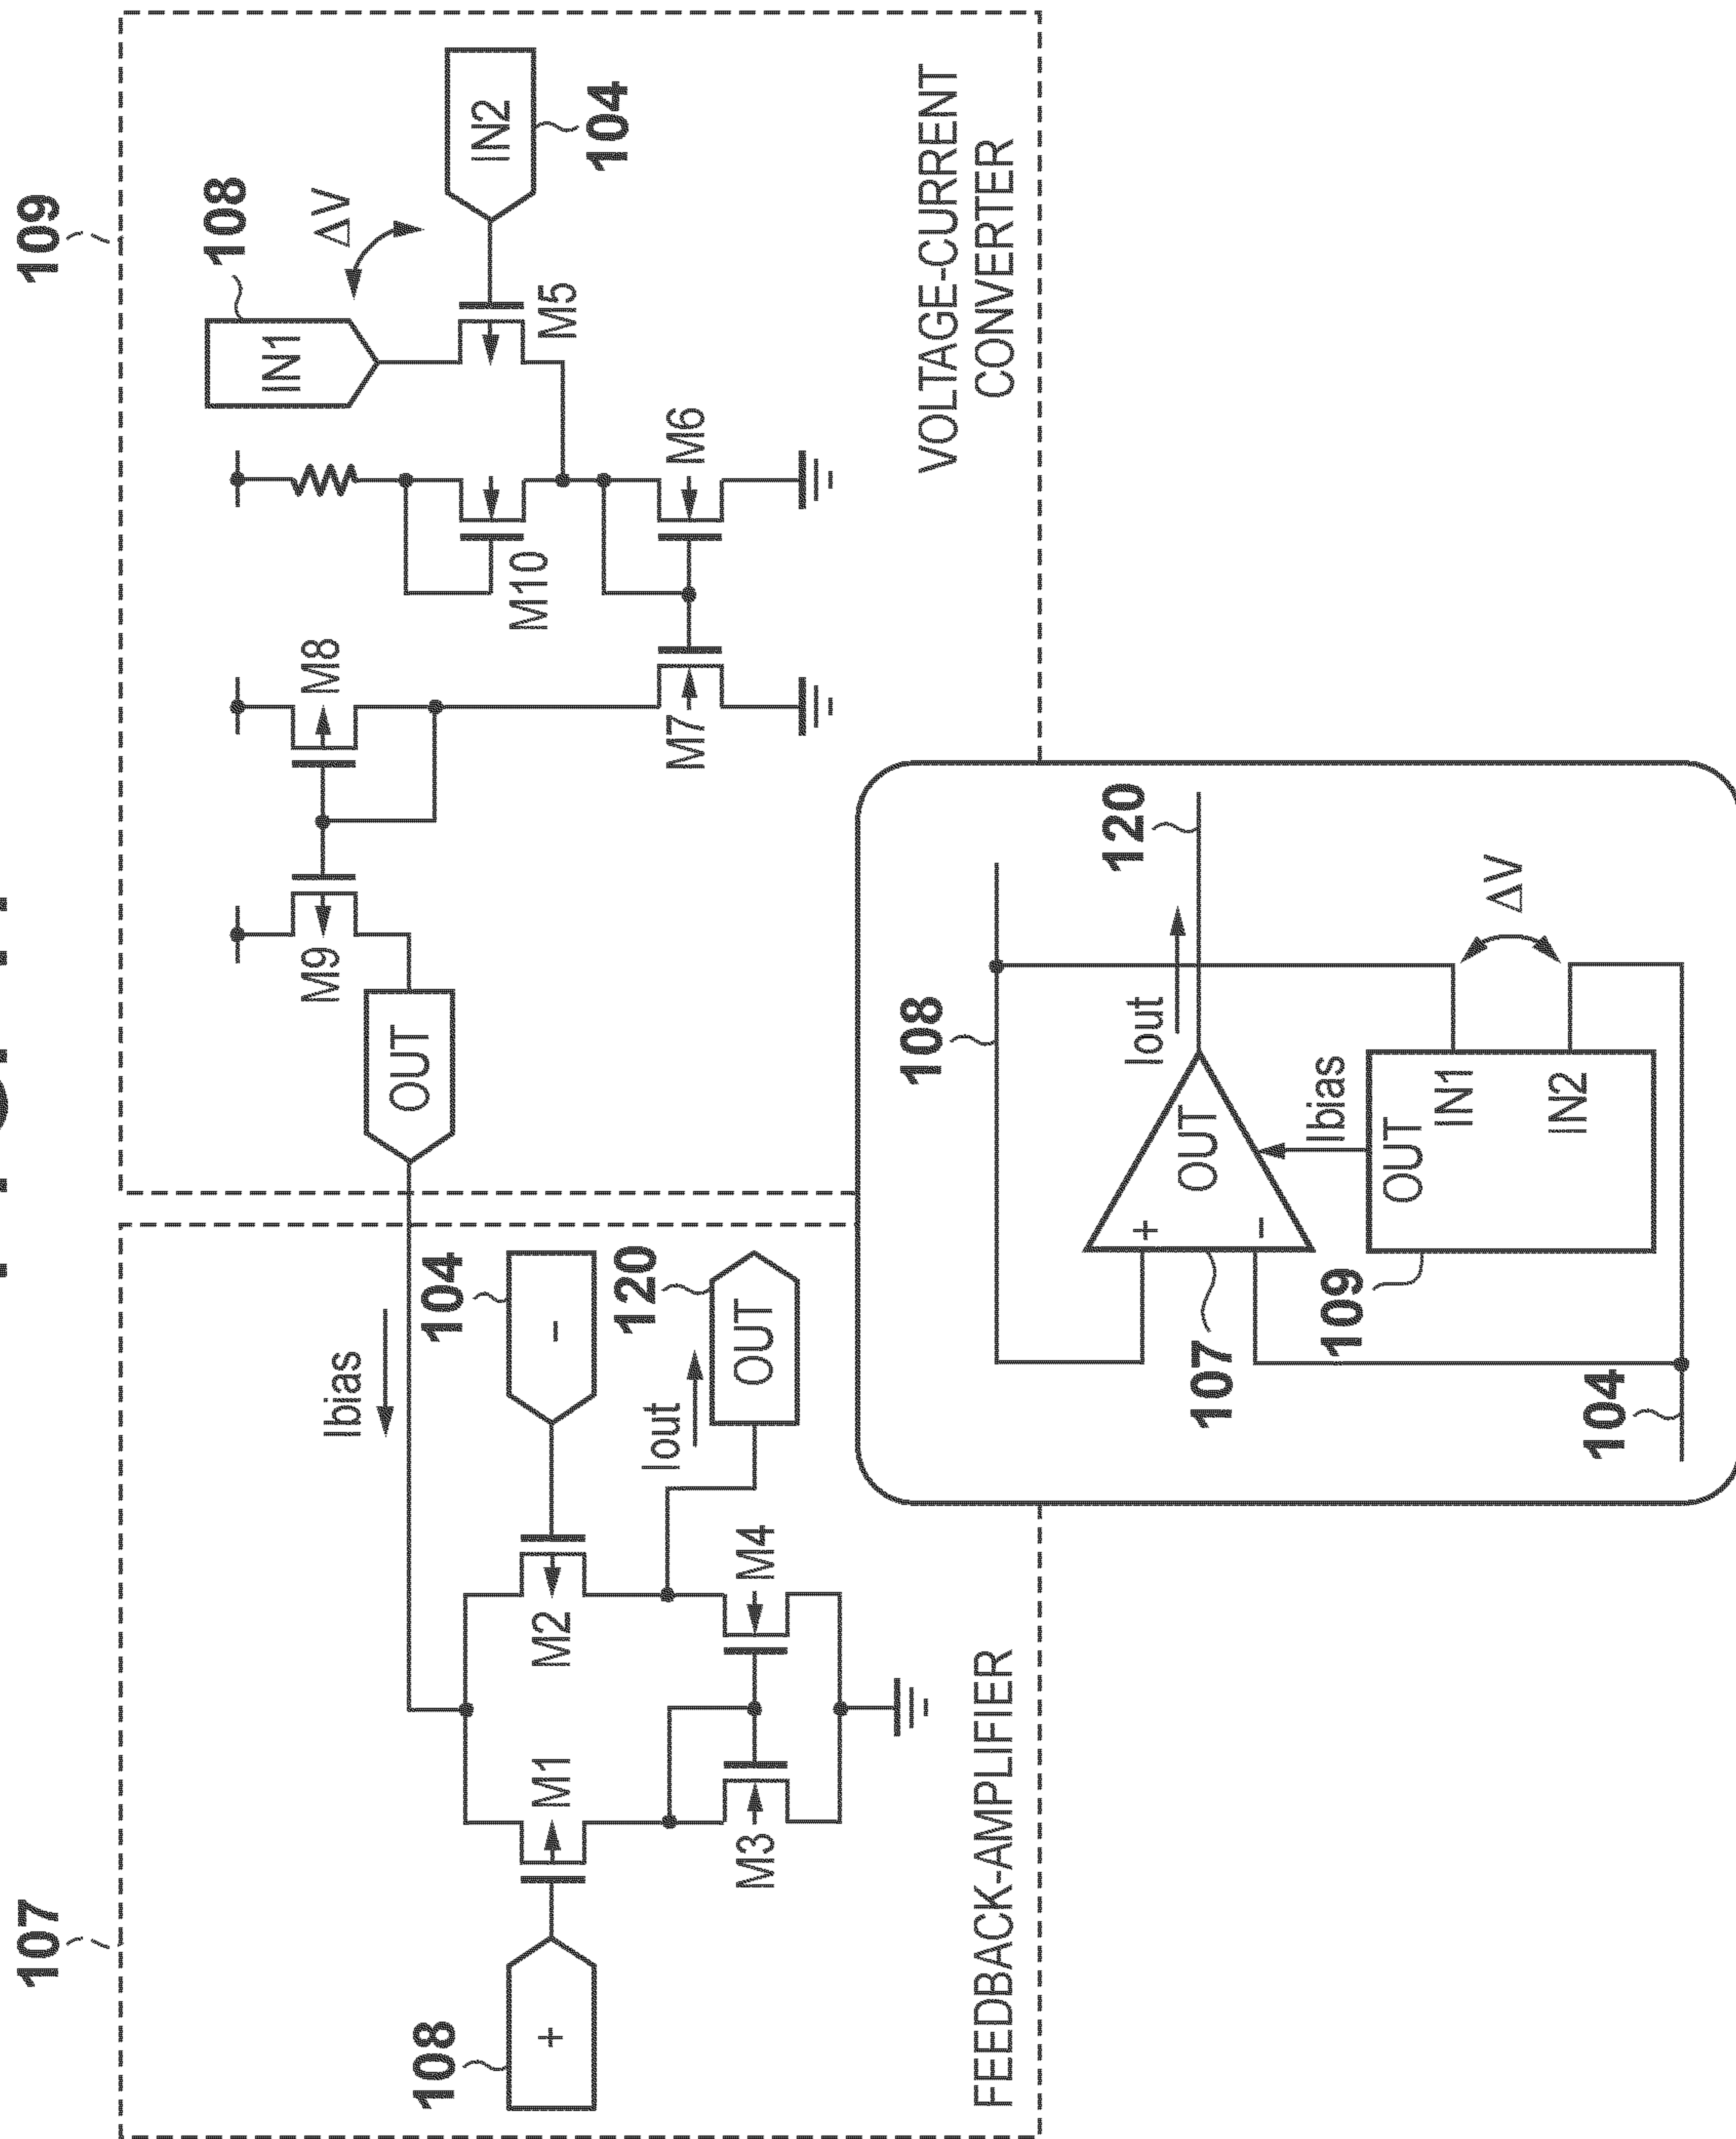 107
Ibias
108
+
104
-
M1
M2
120
Iout
OUT
M3
M4
FEEDBACK-AMPLIFIER
109
108
IN1
ΔV
M9
M8
OUT
IN2
104
M10
M5
M7
M6
VOLTAGE-CURRENT
CONVERTER
108
120
Iout
+
OUT
-
107
Ibias
109
OUT
IN1
IN2
ΔV
104